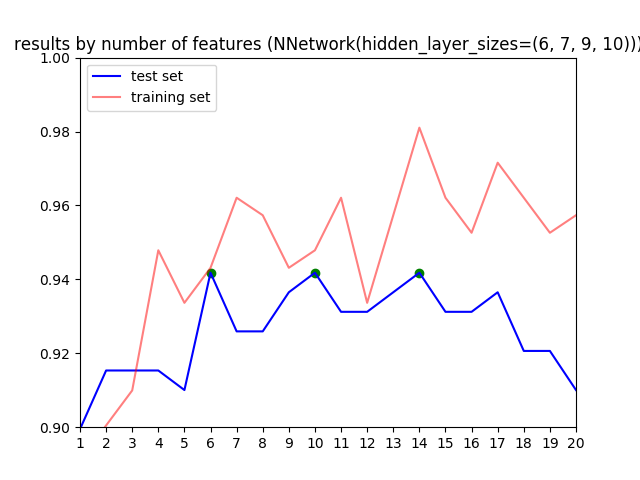 results by number of features (NNetwork(hidden_layer_sizes=(6, 7, 9, 10)))
test set
training set
1.00
0.98
0.96
0.94
0.92
0.90
1 2 3 4 5 6 7 8 9 10 11 12 13 14 15 16 17 18 19 20